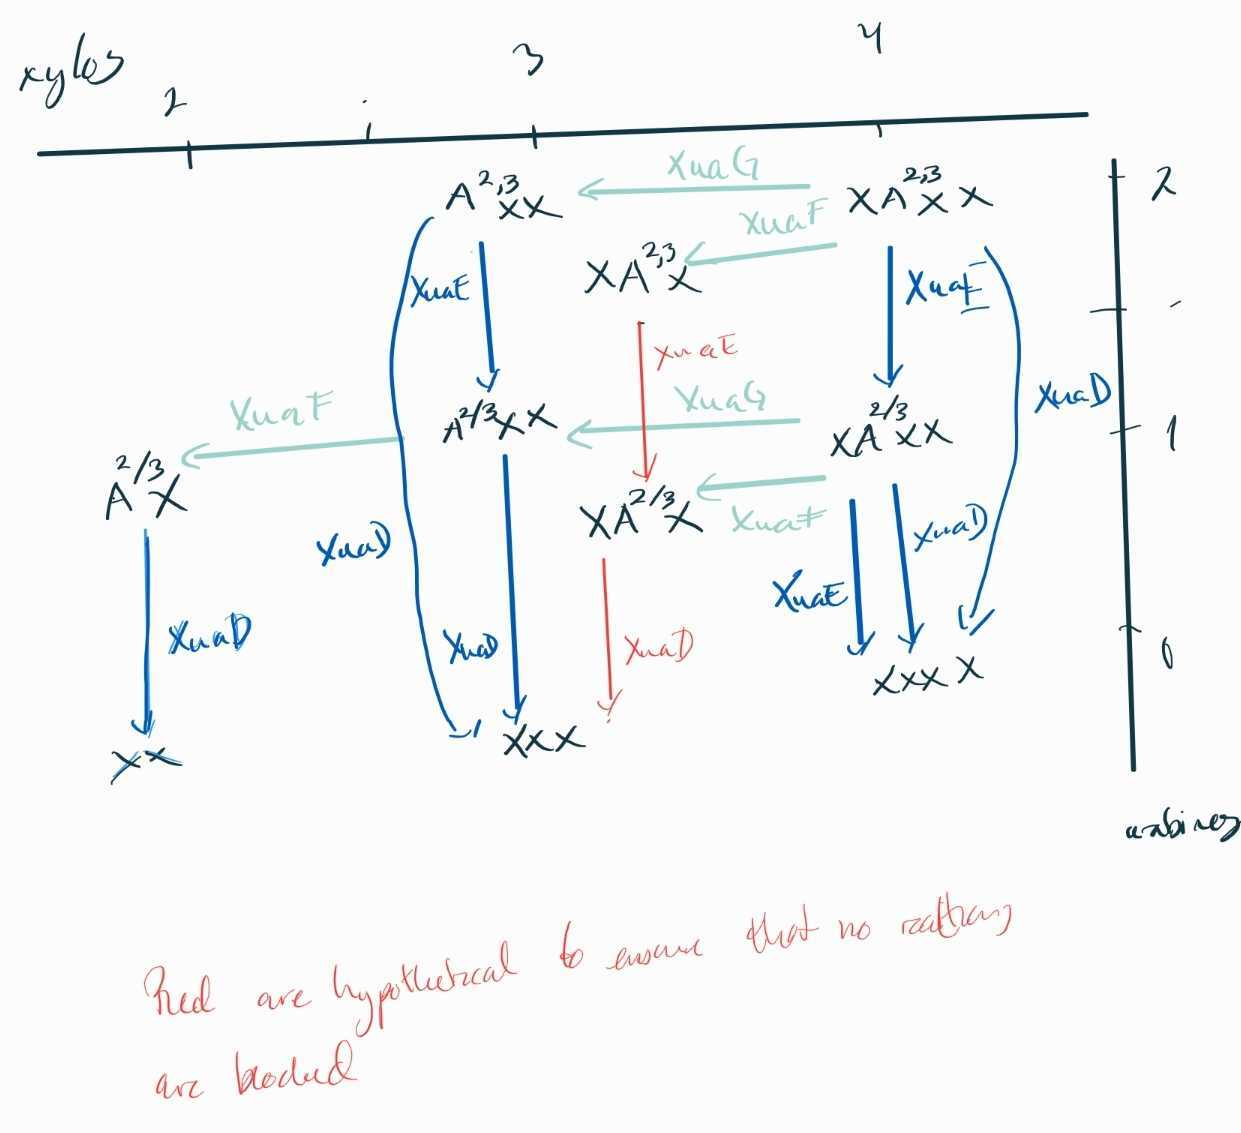 xylos
2
3
4
A²,³XX
XuaG
XA²,³XX
2
XuaF
XA²,³X
XuaE
XuaE
XuaE
XuaD
XuaF
A²/³XX
XuaG
XA²/³XX
1
A²/³X
XA²/³X
XuaF
XuaD
XuaD
XuaD
XuaD
XuaD
XuaE
0
XXXX
XX
XXX
Red are hypothetical to ensure that no
are blocked